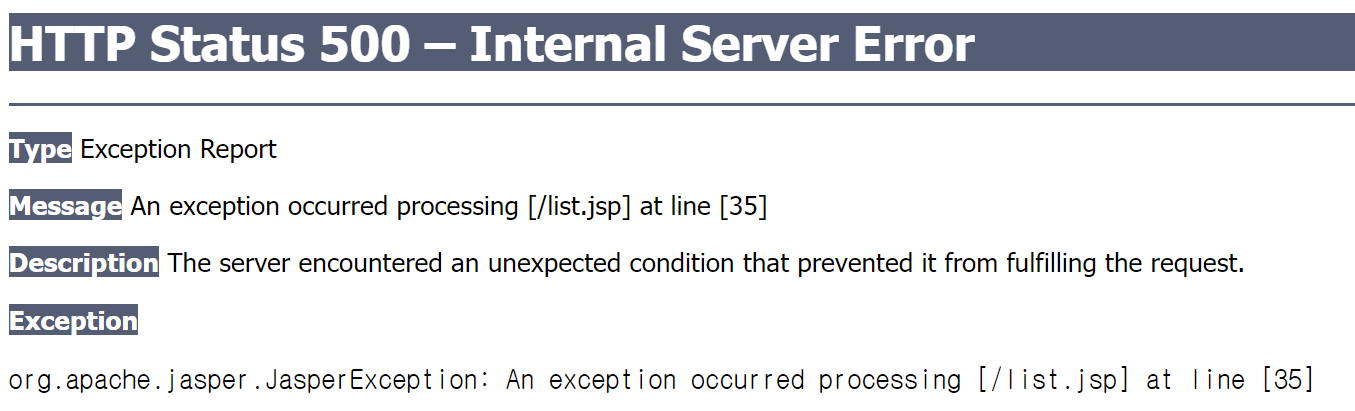 HTTP Status 500 – Internal Server Error
Type Exception Report
Message An exception occurred processing [/list.jsp] at line [35]
Description The server encountered an unexpected condition that prevented it from fulfilling the request.
Exception
org.apache.jasper.JasperException: An exception occurred processing [/list.jsp] at line [35]